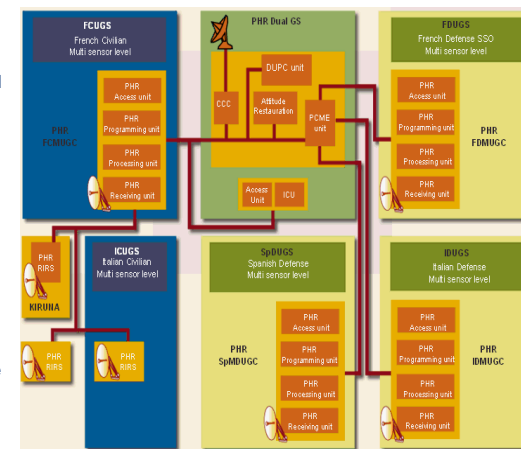 FCUGS
French Civilian
Multi sensor level
PHR
Access unit
PHR
Programming unit
PHR
Processing unit
PHR
Receiving unit
PHR
FCMUGC
PHR Dual GS
DUPC unit
CCC
Attitude
Restauration
PCME
unit
Access
Unit
ICU
FDUGS
French Defense SSO
Multi sensor level
PHR
Access unit
PHR
Programming unit
PHR
Processing unit
PHR
Receiving unit
PHR
FDMUGC
PHR
RIRS
KIRUNA
PHR
RIRS
PHR
RIRS
ICUGS
Italian Civilian
Multi sensor level
SpDUGS
Spanish Defense
Multi sensor level
PHR
Access unit
PHR
Programming unit
PHR
Processing unit
PHR
Receiving unit
PHR
SpMDUGC
IDUGS
Italian Defense
Multi sensor level
PHR
Access unit
PHR
Programming unit
PHR
Processing unit
PHR
Receiving unit
PHR
IDMUGC